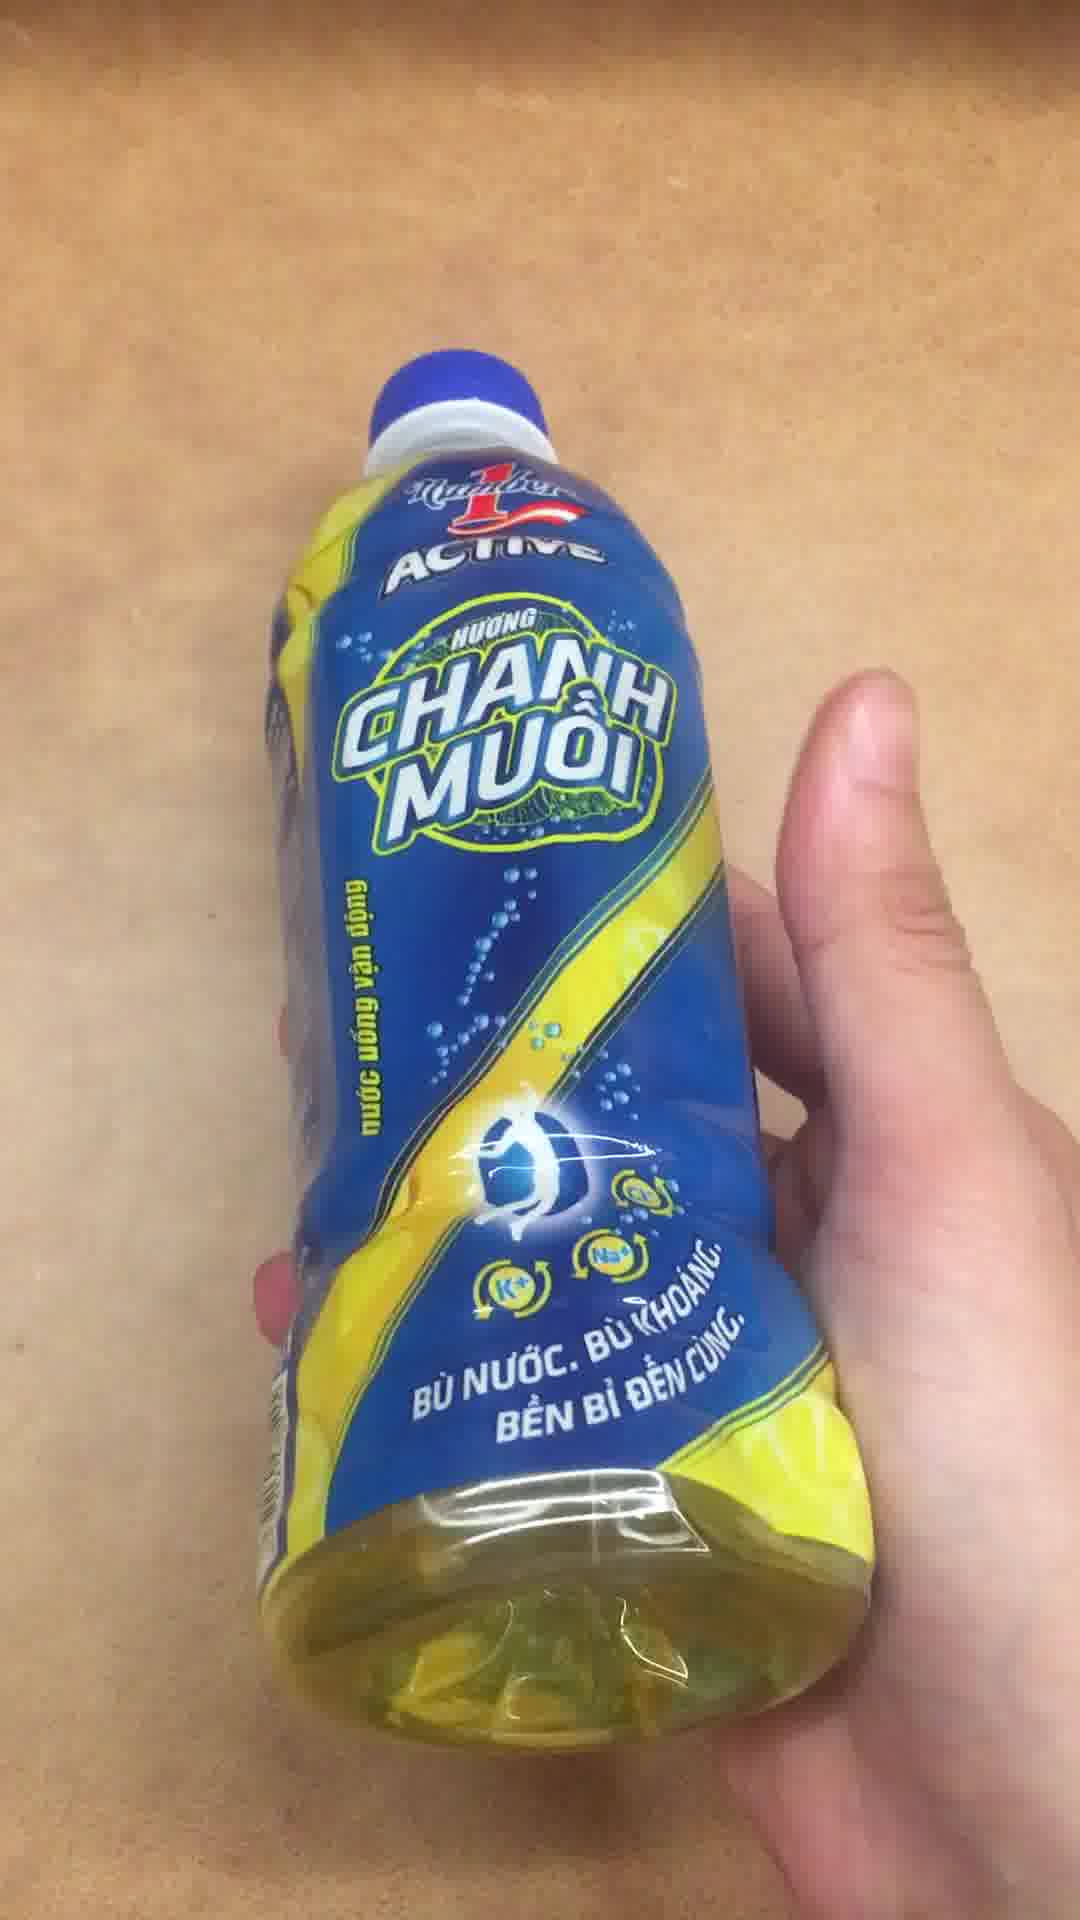 Number 1
ACTIVE
HƯƠNG
CHANH
MUỐI
nước uống vận động
K+
Na+
BÙ NƯỚC. BÙ KHOÁNG.
BỀN BỈ ĐẾN CÙNG.